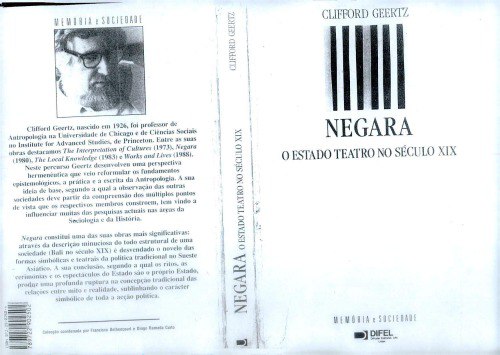 MEMÓRIA e SOCIEDADE
Clifford Geertz, nascido em 1926, foi professor de
Antropologia na Universidade de Chicago e de Ciências Sociais
no Institute for Advanced Studies, de Princeton. Entre as suas
obras destacamos The Interpretation of Cultures (1973), Negara
(1980), The Local Knowledge (1983) e Works and Lives (1988).
Neste percurso Geertz desenvolveu uma perspectiva
hermenêutica que veio reformular os fundamentos
epistemológicos, a prática e a escrita da Antropologia. A sua
ideia de base, segundo a qual a observação das outras
sociedades deve partir da compreensão dos múltiplos pontos
de vista que os respectivos membros constroem, tem vindo a
influenciar muitas das pesquisas actuais nas áreas da
Sociologia e da História.
Negara constitui uma das suas obras mais significativas:
através da descrição minuciosa do todo estrutural de uma
sociedade (Bali no século XIX) é desvendado o novelo das
formas simbólicas e teatrais da política tradicional no Sueste
Asiático. A sua conclusão, segundo a qual os ritos, as
cerimónias e os espectáculos do Estado são o próprio Estado,
produz uma profunda ruptura na concepção tradicional das
relações entre mito e realidade, sublinhando o carácter
simbólico de toda a acção política.
Colecção coordenada por Francisco Bethencourt e Diogo Ramada Curto
CLIFFORD GEERTZ
NEGARA O ESTADO TEATRO NO SÉCULO XIX
CLIFFORD GEERTZ
NEGARA
O ESTADO TEATRO NO SÉCULO XIX
MEMÓRIA e SOCIEDADE
DIFEL